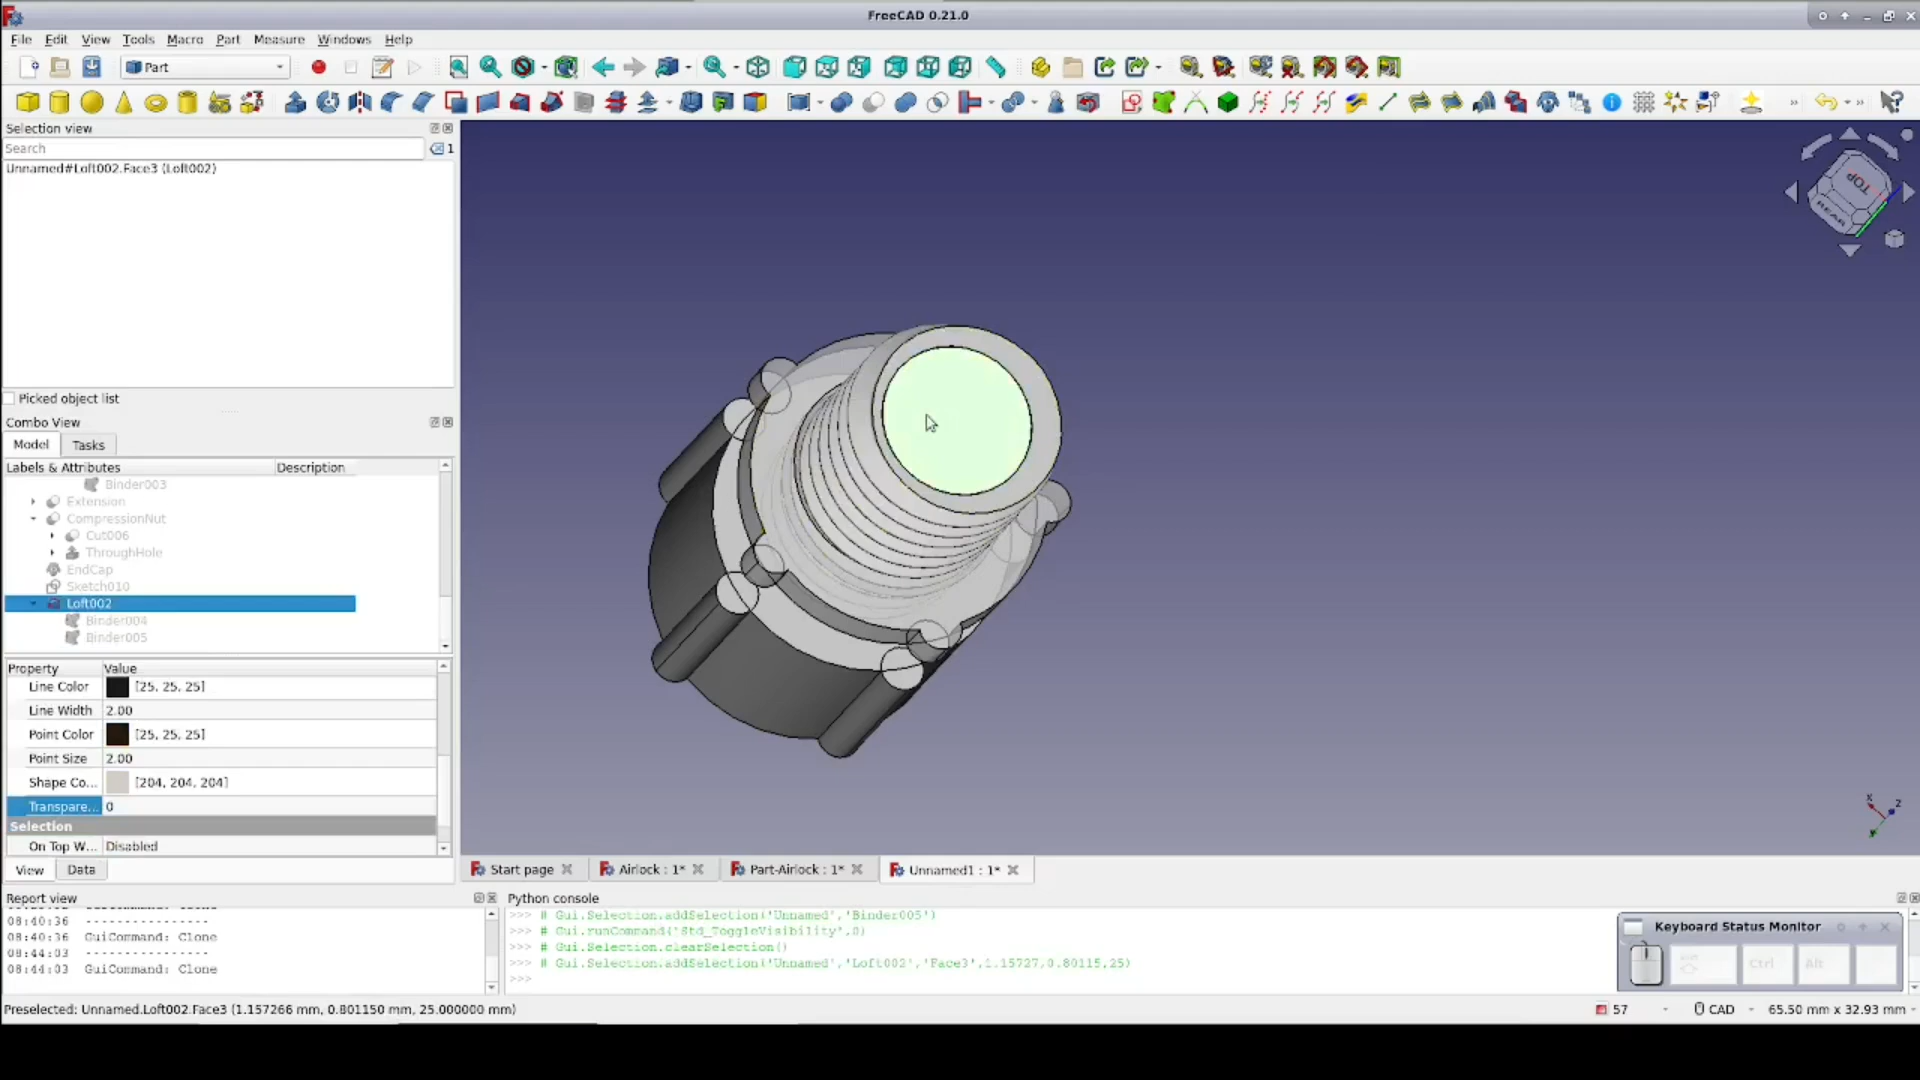 FreeCAD 0.21.0
File Edit View Tools Macro Part Measure Windows Help
Part
Selection view
Search
1
Unnamed#Loft002.Face3 (Loft002)
Picked object list
Combo View
Model Tasks
Labels & Attributes Description
Binder003
Extension
CompressionNut
Cut006
ThroughHole
EndCap
Sketch010
Loft002
Binder004
Binder005
Property Value
Line Color [25, 25, 25]
Line Width 2.00
Point Color [25, 25, 25]
Point Size 2.00
Shape Co... [204, 204, 204]
Transpare... 0
Selection
On Top W... Disabled
View Data
TOP
REAR
X
Z
Y
Start page Airlock : 1* Part-Airlock : 1* Unnamed1 : 1*
Report view
08:40:36 ----------------
08:40:36 GuiCommand: Clone
08:44:03 ----------------
08:44:03 GuiCommand: Clone
Python console
>>> # Gui.Selection.addSelection('Unnamed','Binder005')
>>> # Gui.runCommand('Std_ToggleVisibility',0)
>>> # Gui.Selection.clearSelection()
>>> # Gui.Selection.addSelection('Unnamed','Loft002','Face3',1.15727,0.80115,25)
>>>
Keyboard Status Monitor
Ctrl Alt
Preselected: Unnamed.Loft002.Face3 (1.157266 mm, 0.801150 mm, 25.000000 mm)
57 CAD 65.50 mm x 32.93 mm